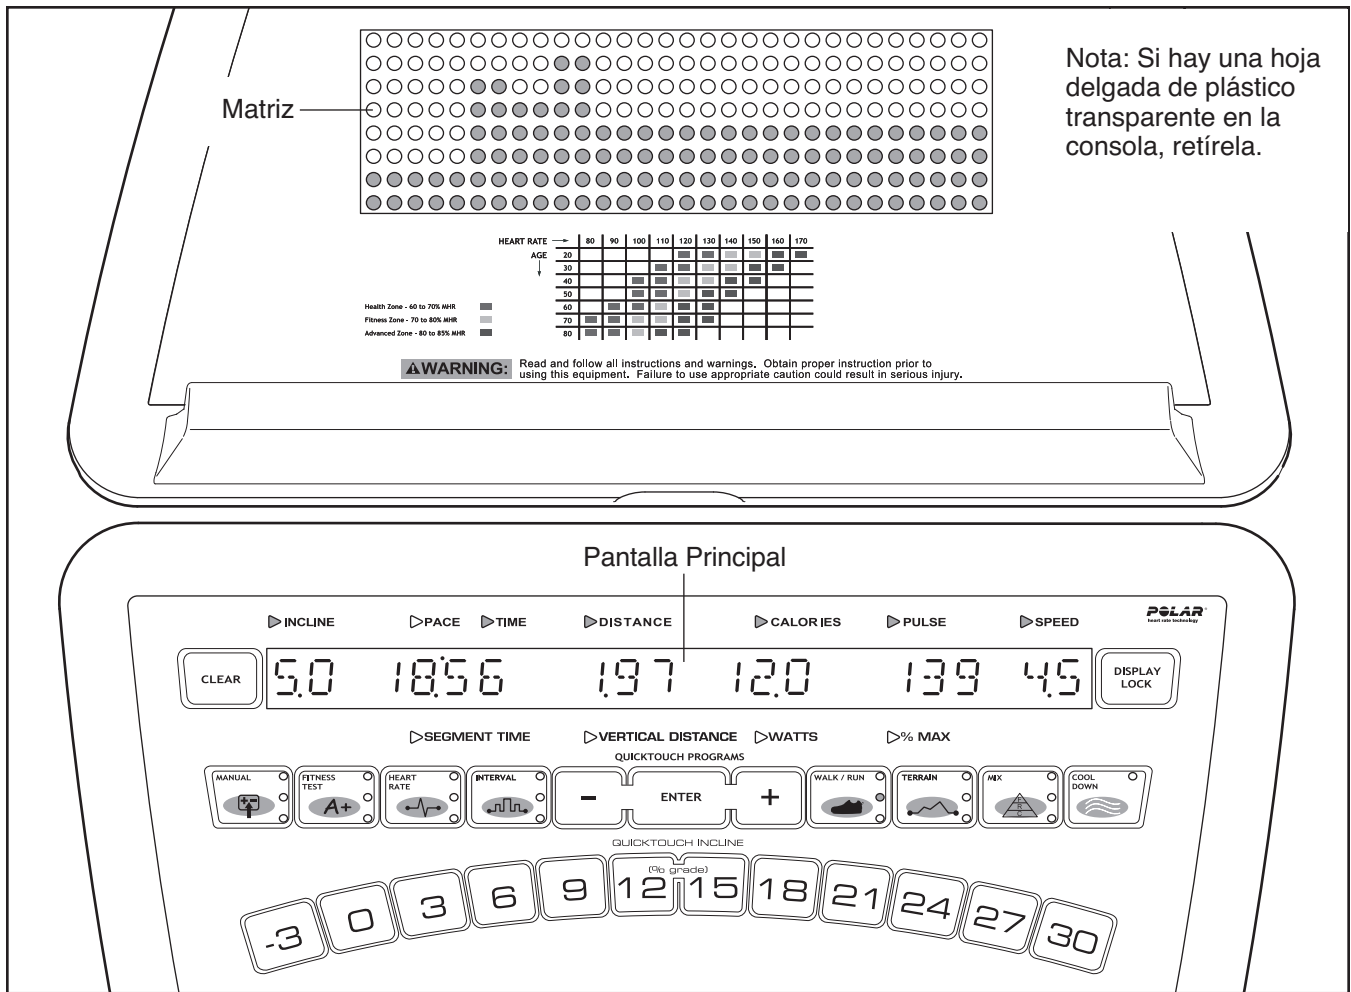 Nota: Si hay una hoja
delgada de plástico
transparente en la
consola, retírela.
Matriz
HEART RATE 80 90 100 110 120 130 140 150 160 170
AGE 20
30
40
50
60
70
80
Health Zone - 60 to 70% MHR
Fitness Zone - 70 to 80% MHR
Advanced Zone - 80 to 85% MHR
WARNING: Read and follow all instructions and warnings. Obtain proper instruction prior to
using this equipment. Failure to use appropriate caution could result in serious injury.
Pantalla Principal
POLAR
heart rate technology
INCLINE PACE TIME DISTANCE CALORIES PULSE SPEED
CLEAR 5.0 18:56 1.97 12.0 139 4.5 DISPLAY
LOCK
SEGMENT TIME VERTICAL DISTANCE WATTS % MAX
QUICKTOUCH PROGRAMS
MANUAL
FITNESS
TEST
A+
HEART
RATE
INTERVAL
– ENTER +
WALK / RUN
TERRAIN
MIX
COOL
DOWN
QUICKTOUCH INCLINE
(% grade)
-3 0 3 6 9 12 15 18 21 24 27 30